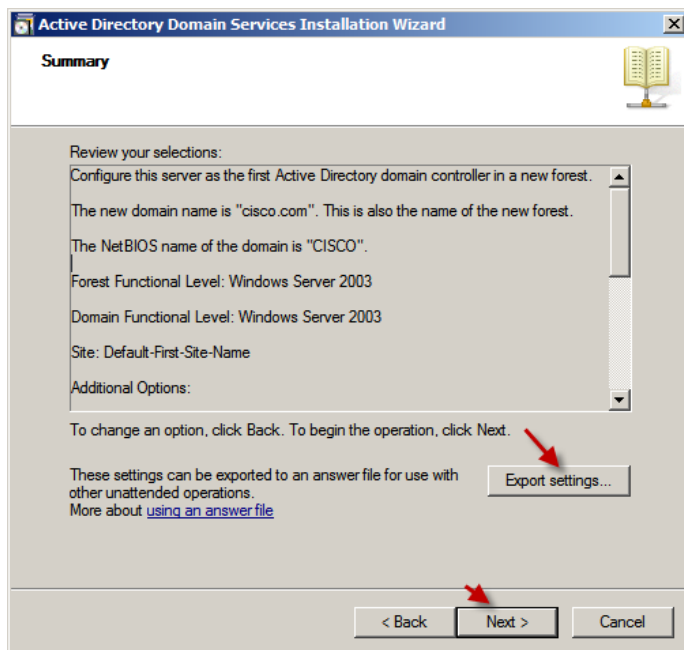 Active Directory Domain Services Installation Wizard
Summary
Review your selections:
Configure this server as the first Active Directory domain controller in a new forest.
The new domain name is "cisco.com". This is also the name of the new forest.
The NetBIOS name of the domain is "CISCO".
Forest Functional Level: Windows Server 2003
Domain Functional Level: Windows Server 2003
Site: Default-First-Site-Name
Additional Options:
To change an option, click Back. To begin the operation, click Next.
These settings can be exported to an answer file for use with
other unattended operations.
More about using an answer file
Export settings...
< Back
Next >
Cancel